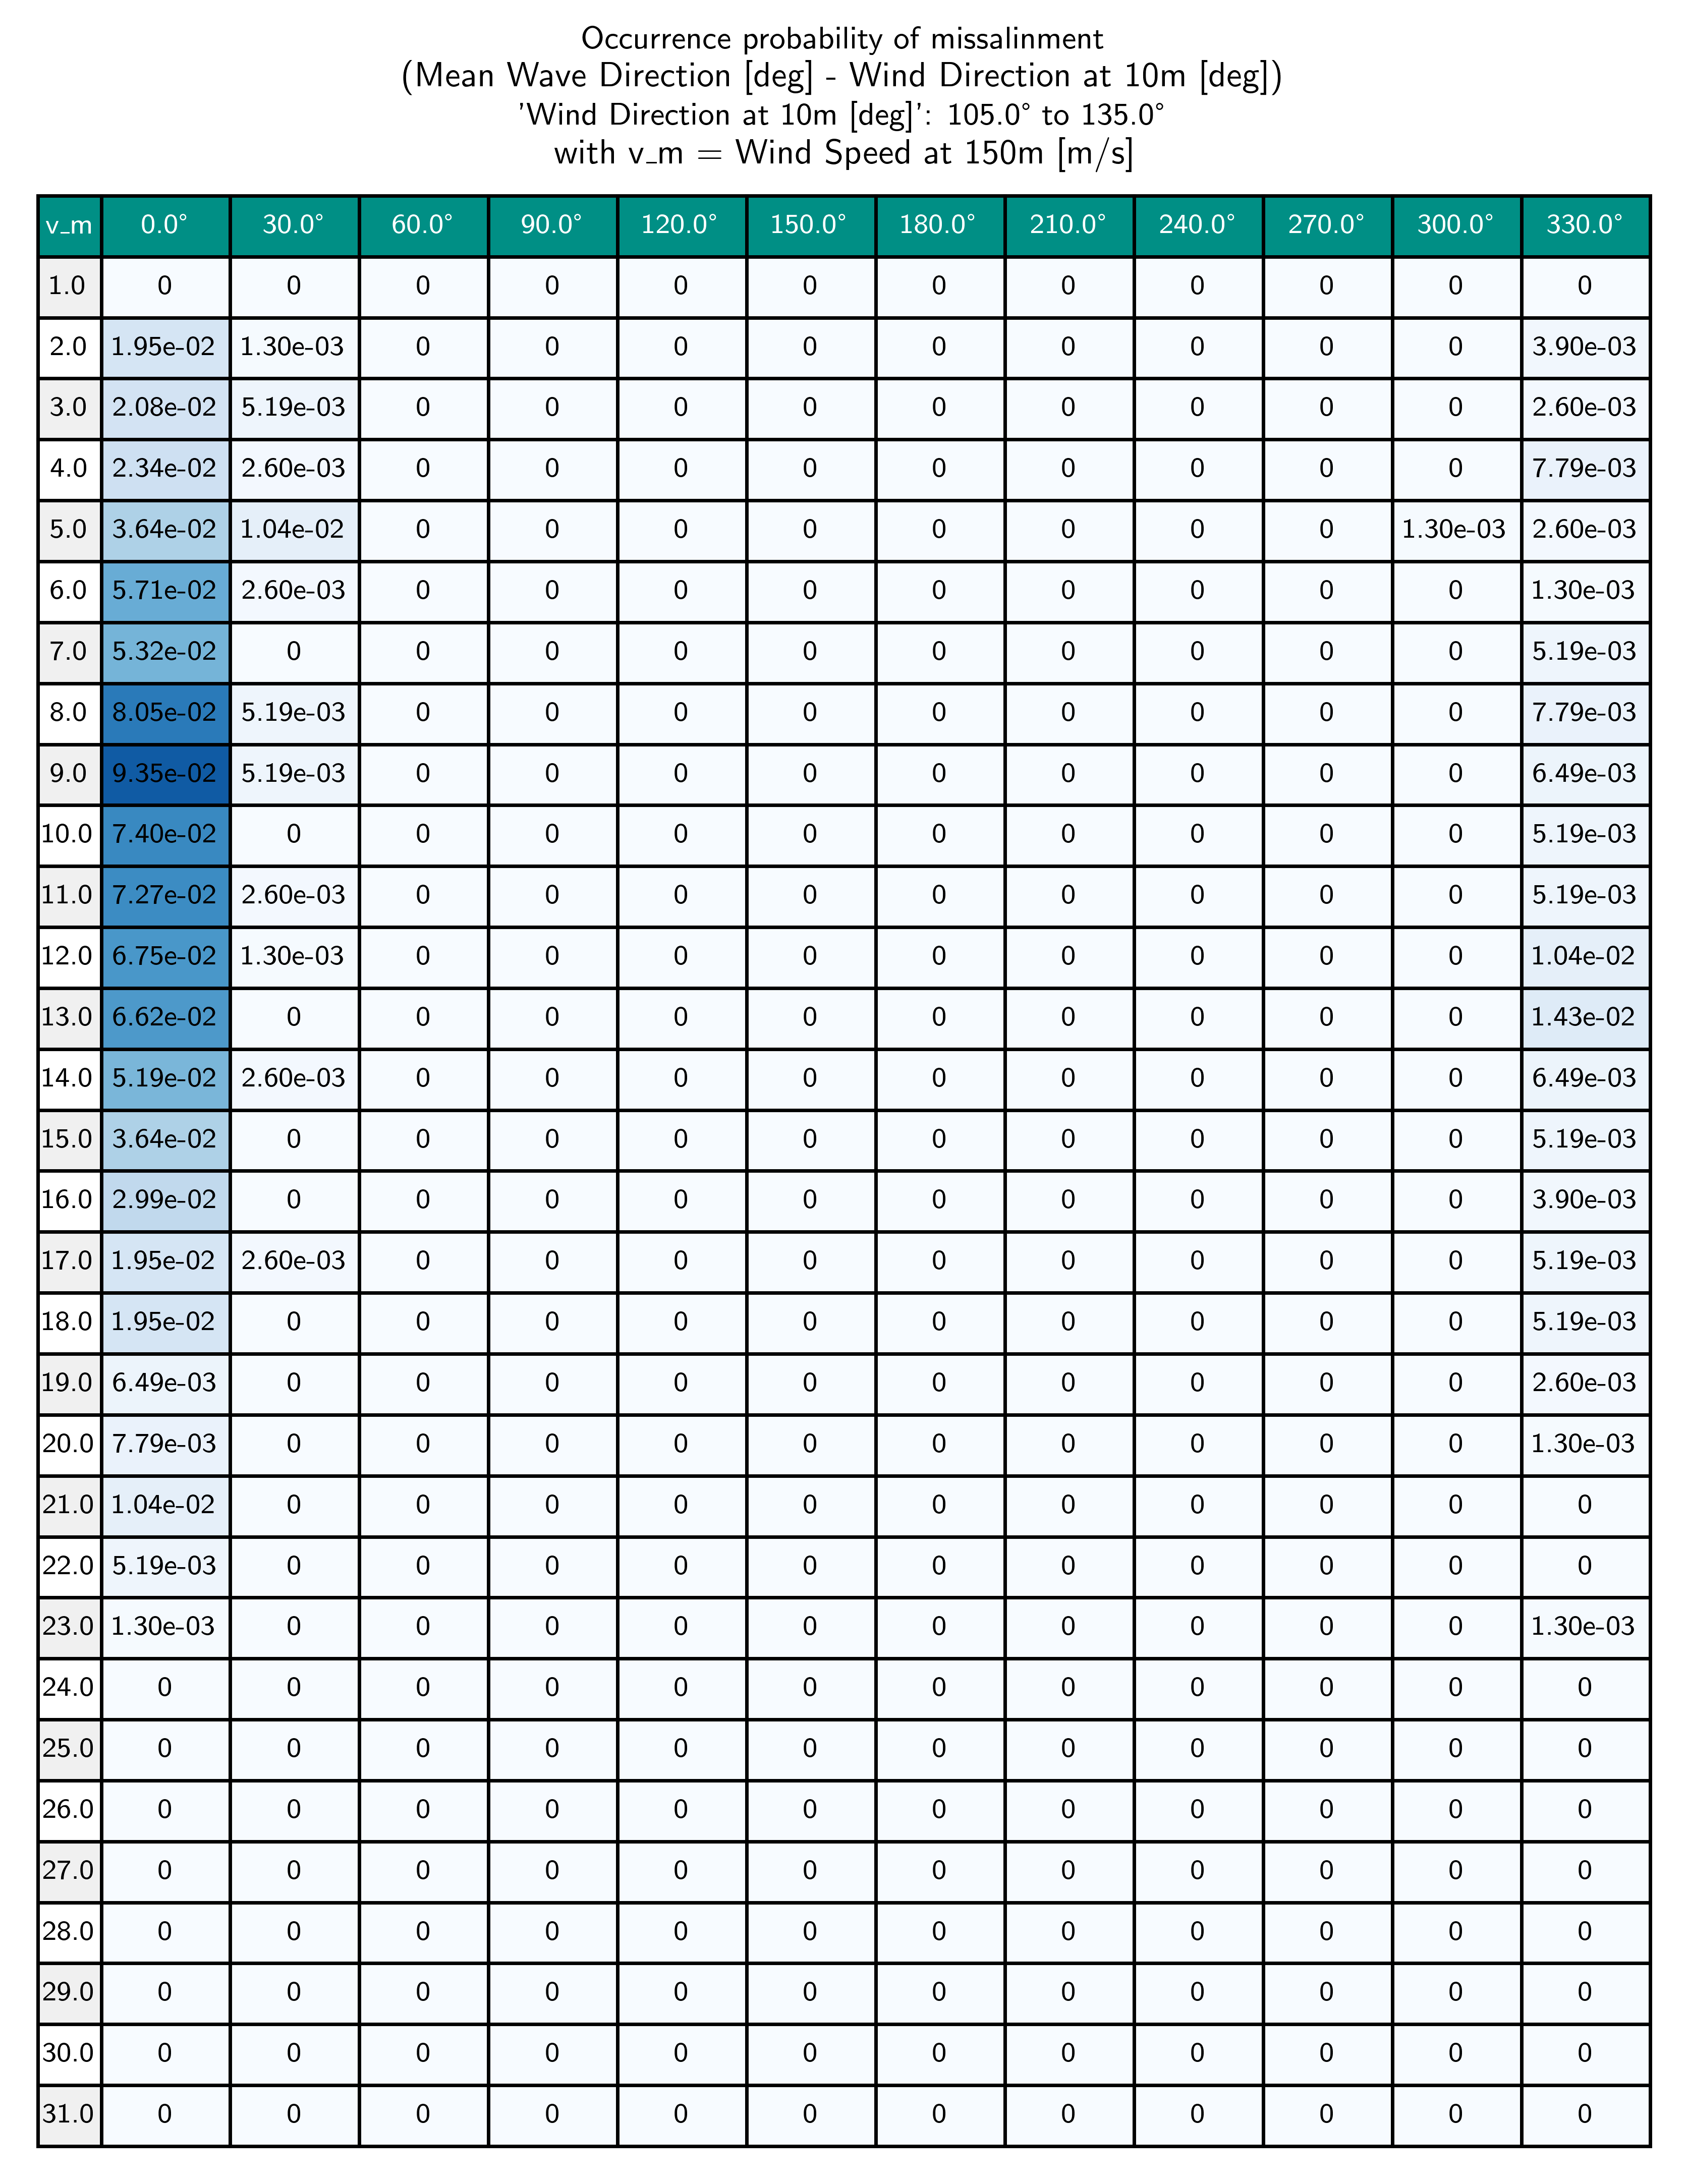 Occurrence probability of missalinment
(Mean Wave Direction [deg] - Wind Direction at 10m [deg])
'Wind Direction at 10m [deg]': 105.0° to 135.0°
with v_m = Wind Speed at 150m [m/s]
v_m 0.0° 30.0° 60.0° 90.0° 120.0° 150.0° 180.0° 210.0° 240.0° 270.0° 300.0° 330.0°
1.0 0 0 0 0 0 0 0 0 0 0 0 0
2.0 1.95e-02 1.30e-03 0 0 0 0 0 0 0 0 0 3.90e-03
3.0 2.08e-02 5.19e-03 0 0 0 0 0 0 0 0 0 2.60e-03
4.0 2.34e-02 2.60e-03 0 0 0 0 0 0 0 0 0 7.79e-03
5.0 3.64e-02 1.04e-02 0 0 0 0 0 0 0 0 1.30e-03 2.60e-03
6.0 5.71e-02 2.60e-03 0 0 0 0 0 0 0 0 0 1.30e-03
7.0 5.32e-02 0 0 0 0 0 0 0 0 0 0 5.19e-03
8.0 8.05e-02 5.19e-03 0 0 0 0 0 0 0 0 0 7.79e-03
9.0 9.35e-02 5.19e-03 0 0 0 0 0 0 0 0 0 6.49e-03
10.0 7.40e-02 0 0 0 0 0 0 0 0 0 0 5.19e-03
11.0 7.27e-02 2.60e-03 0 0 0 0 0 0 0 0 0 5.19e-03
12.0 6.75e-02 1.30e-03 0 0 0 0 0 0 0 0 0 1.04e-02
13.0 6.62e-02 0 0 0 0 0 0 0 0 0 0 1.43e-02
14.0 5.19e-02 2.60e-03 0 0 0 0 0 0 0 0 0 6.49e-03
15.0 3.64e-02 0 0 0 0 0 0 0 0 0 0 5.19e-03
16.0 2.99e-02 0 0 0 0 0 0 0 0 0 0 3.90e-03
17.0 1.95e-02 2.60e-03 0 0 0 0 0 0 0 0 0 5.19e-03
18.0 1.95e-02 0 0 0 0 0 0 0 0 0 0 5.19e-03
19.0 6.49e-03 0 0 0 0 0 0 0 0 0 0 2.60e-03
20.0 7.79e-03 0 0 0 0 0 0 0 0 0 0 1.30e-03
21.0 1.04e-02 0 0 0 0 0 0 0 0 0 0 0
22.0 5.19e-03 0 0 0 0 0 0 0 0 0 0 0
23.0 1.30e-03 0 0 0 0 0 0 0 0 0 0 1.30e-03
24.0 0 0 0 0 0 0 0 0 0 0 0 0
25.0 0 0 0 0 0 0 0 0 0 0 0 0
26.0 0 0 0 0 0 0 0 0 0 0 0 0
27.0 0 0 0 0 0 0 0 0 0 0 0 0
28.0 0 0 0 0 0 0 0 0 0 0 0 0
29.0 0 0 0 0 0 0 0 0 0 0 0 0
30.0 0 0 0 0 0 0 0 0 0 0 0 0
31.0 0 0 0 0 0 0 0 0 0 0 0 0